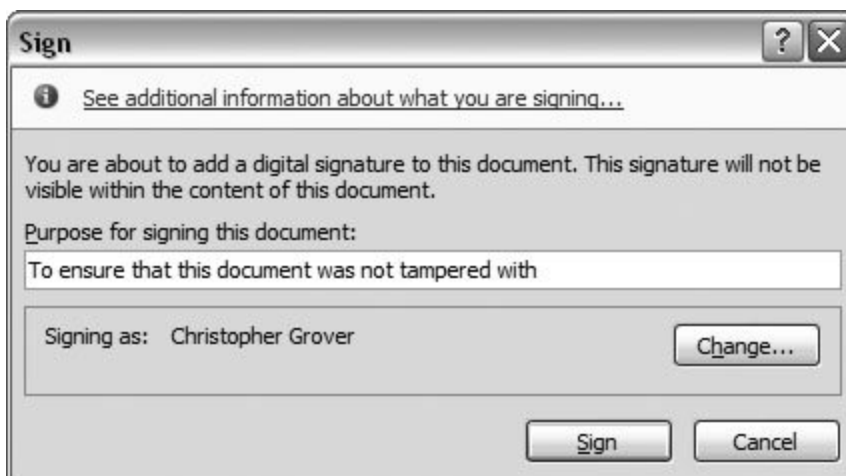 Sign
See additional information about what you are signing...
You are about to add a digital signature to this document. This signature will not be
visible within the content of this document.
Purpose for signing this document:
To ensure that this document was not tampered with
Signing as: Christopher Grover
Change...
Sign Cancel